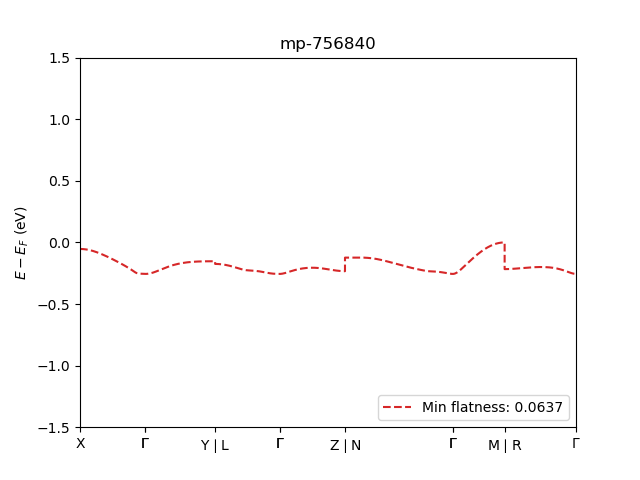 mp-756840
1.5
1.0
0.5
0.0
−0.5
−1.0
−1.5
E − E_F (eV)
Min flatness: 0.0637
X Γ Y | L Γ Z | N Γ M | R Γ